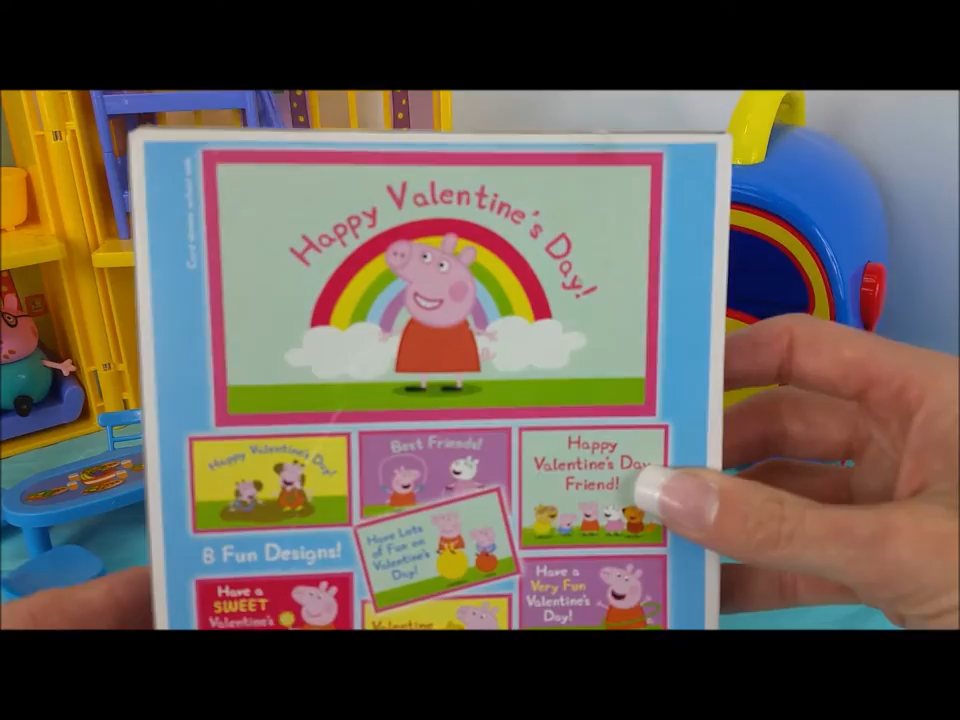 Happy Valentine's Day!
Happy Valentine's Day!
Best Friends!
Happy
Valentine's Day
Friend!
Have Lots
of Fun on
Valentine's
Day!
8 Fun Designs!
Have a
SWEET
Valentine's
Valentine
Have a
Very Fun
Valentine's
Day!